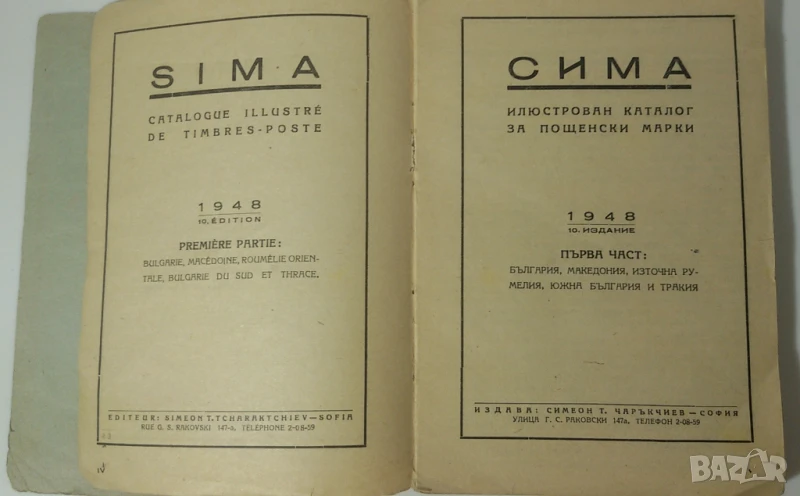 SIMA
CATALOGUE ILLUSTRÉ
DE TIMBRES-POSTE
1948
10. ÉDITION
PREMIÈRE PARTIE:
BULGARIE, MACÉDOINE, ROUMÉLIE ORIEN-
TALE, BULGARIE DU SUD ET THRACE.
EDITEUR: SIMEON T. TCHARAKTCHIEV—SOFIA
RUE G. S. RAKOVSKI 147-a, TÉLÉPHONE 2-08-59
СИМА
ИЛЮСТРОВАН КАТАЛОГ
ЗА ПОЩЕНСКИ МАРКИ
1948
10. ИЗДАНИЕ
ПЪРВА ЧАСТ:
БЪЛГАРИЯ, МАКЕДОНИЯ, ИЗТОЧНА РУ-
МЕЛИЯ, ЮЖНА БЪЛГАРИЯ И ТРАКИЯ
ИЗДАВА: СИМЕОН Т. ЧАРЪКЧИЕВ—СОФИЯ
УЛИЦА Г. С. РАКОВСКИ 147а, ТЕЛЕФОН 2-08-59
BAZAR